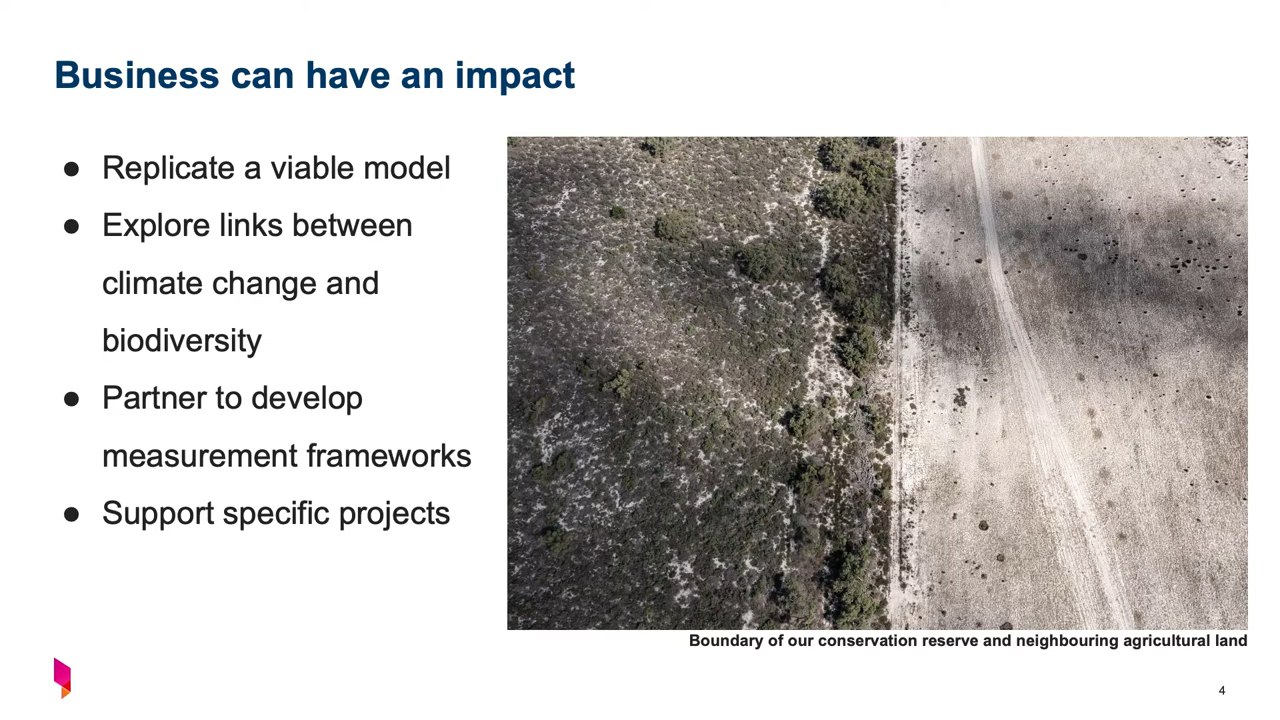 Business can have an impact
● Replicate a viable model
● Explore links between
climate change and
biodiversity
● Partner to develop
measurement frameworks
● Support specific projects
Boundary of our conservation reserve and neighbouring agricultural land
4